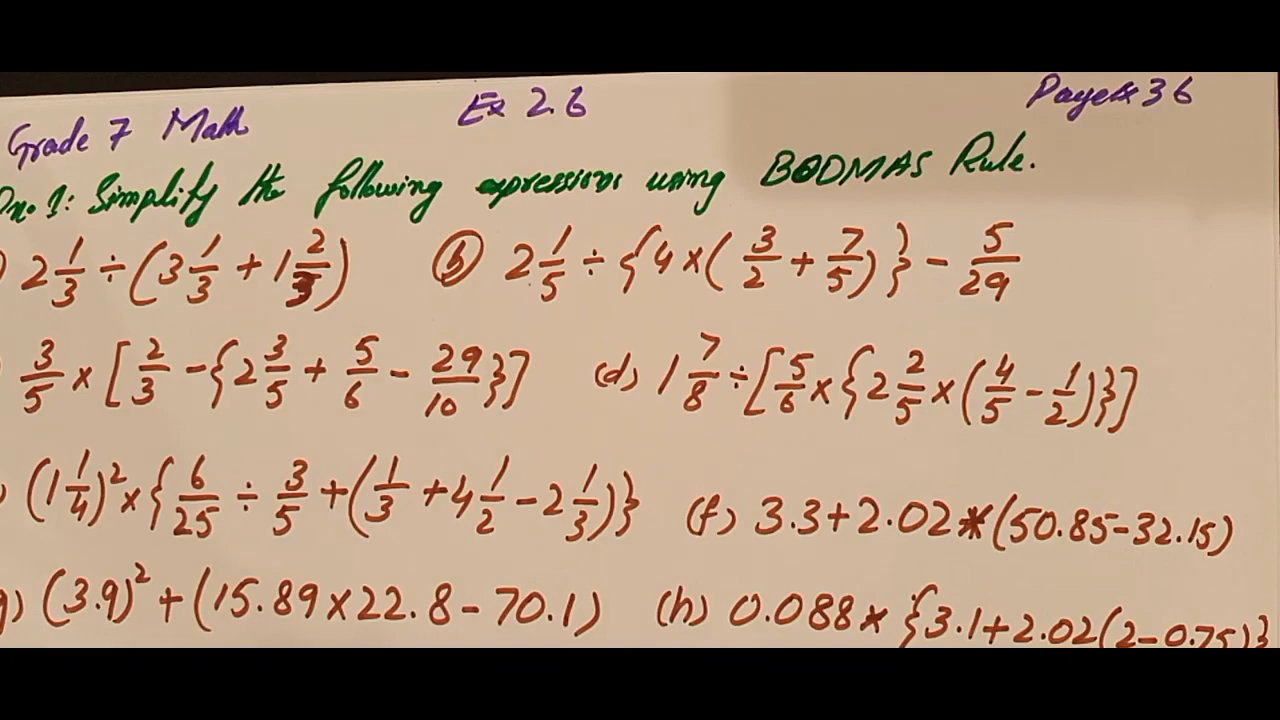 Grade 7 Math Ex 2.6 Page 36
Qno. 1: Simplify the following expressions using BODMAS Rule.
) 2 1/3 ÷ (3 1/3 + 1 2/3) (b) 2 1/5 ÷ {4 × (3/2 + 7/5)} - 5/29
3/5 × [2/3 - {2 3/5 + 5/6 - 29/10}] (d) 1 7/8 ÷ [5/6 × {2 2/5 × (4/5 - 1/2)}]
) (1 1/4)² × {6/25 ÷ 3/5 + (1/3 + 4 1/2 - 2 1/3)} (f) 3.3 + 2.02 × (50.85 - 32.15)
g) (3.9)² + (15.89 × 22.8 - 70.1) (h) 0.088 × {3.1 + 2.02 (2 - 0.75)}